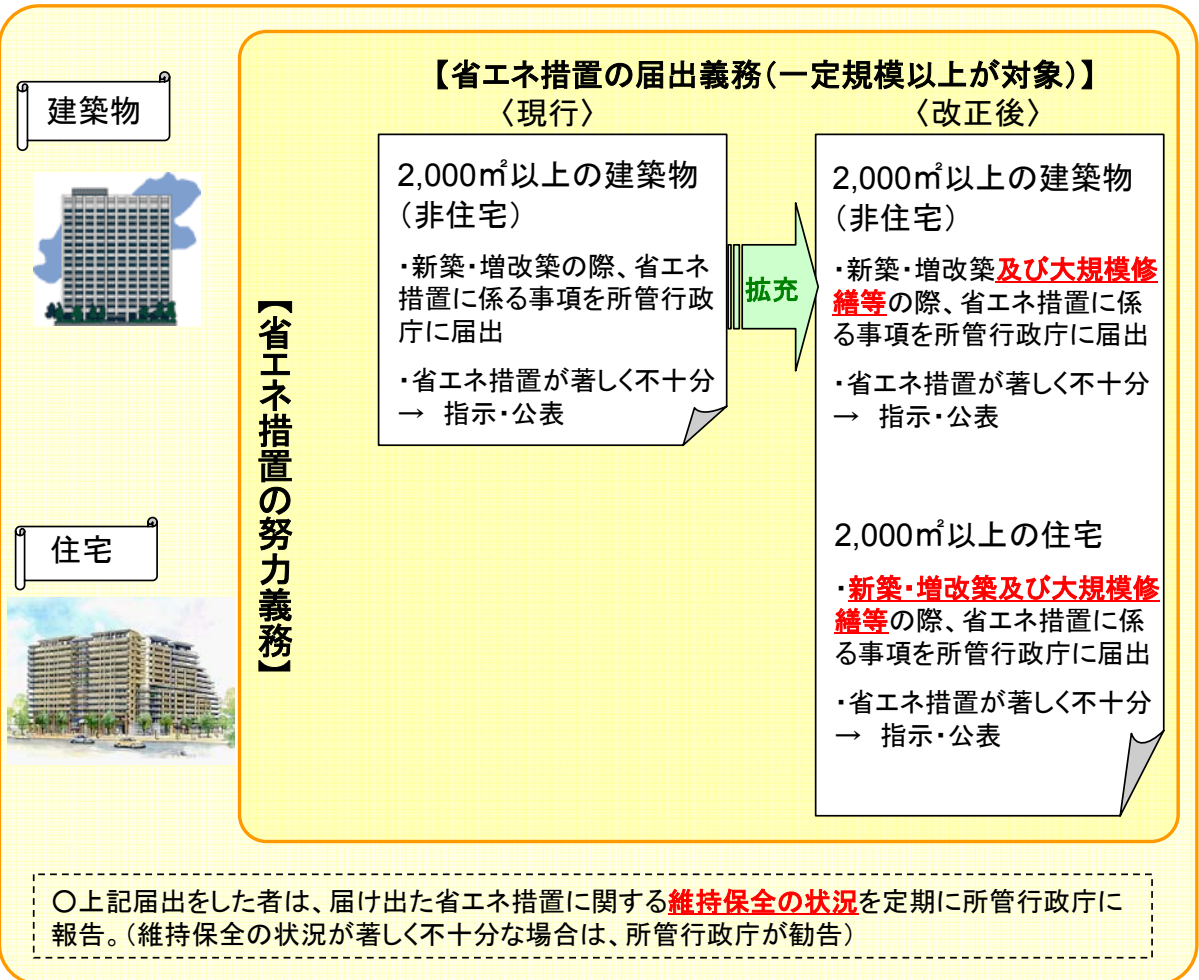 【省エネ措置の届出義務(一定規模以上が対象)】
建築物
〈現行〉
2,000㎡以上の建築物
(非住宅)
・新築・増改築の際、省エネ
措置に係る事項を所管行政
庁に届出
・省エネ措置が著しく不十分
→ 指示・公表
拡充
〈改正後〉
2,000㎡以上の建築物
(非住宅)
・新築・増改築及び大規模修
繕等の際、省エネ措置に係
る事項を所管行政庁に届出
・省エネ措置が著しく不十分
→ 指示・公表
【省エネ措置の努力義務】
住宅
2,000㎡以上の住宅
・新築・増改築及び大規模修
繕等の際、省エネ措置に係
る事項を所管行政庁に届出
・省エネ措置が著しく不十分
→ 指示・公表
○上記届出をした者は、届け出た省エネ措置に関する維持保全の状況を定期に所管行政庁に
報告。(維持保全の状況が著しく不十分な場合は、所管行政庁が勧告)